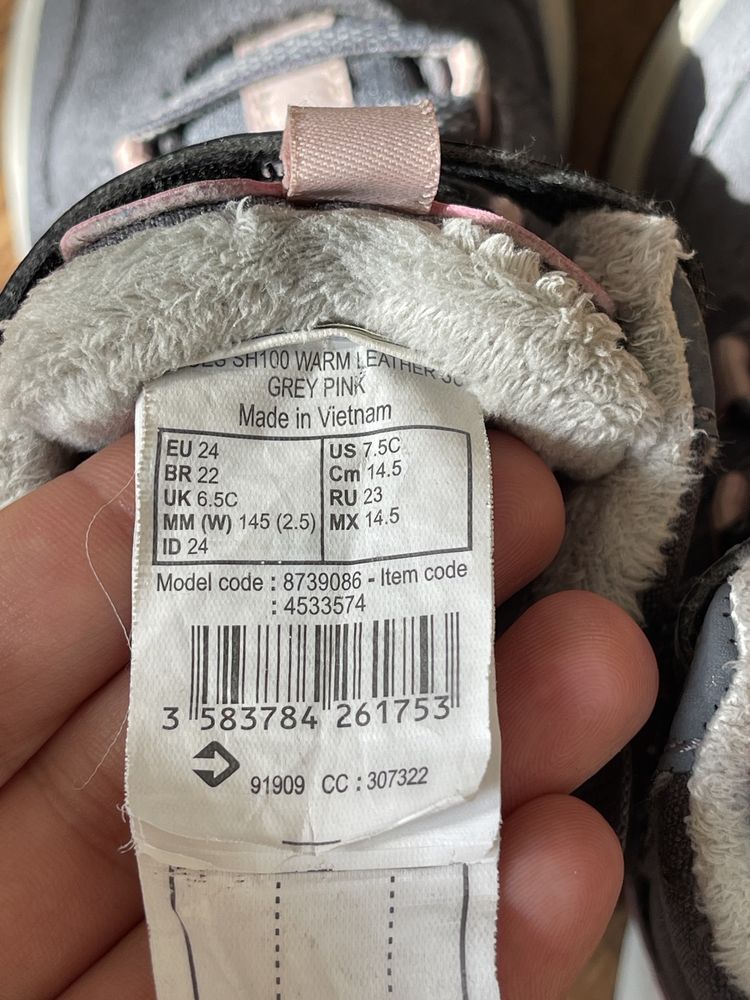 SH100 WARM LEATHER
GREY PINK
Made in Vietnam
EU 24
BR 22
UK 6.5C
MM (W) 145 (2.5)
ID 24
US 7.5C
Cm 14.5
RU 23
MX 14.5
Model code : 8739086 - Item code
: 4533574
3 583784 261753
91909 CC : 307322